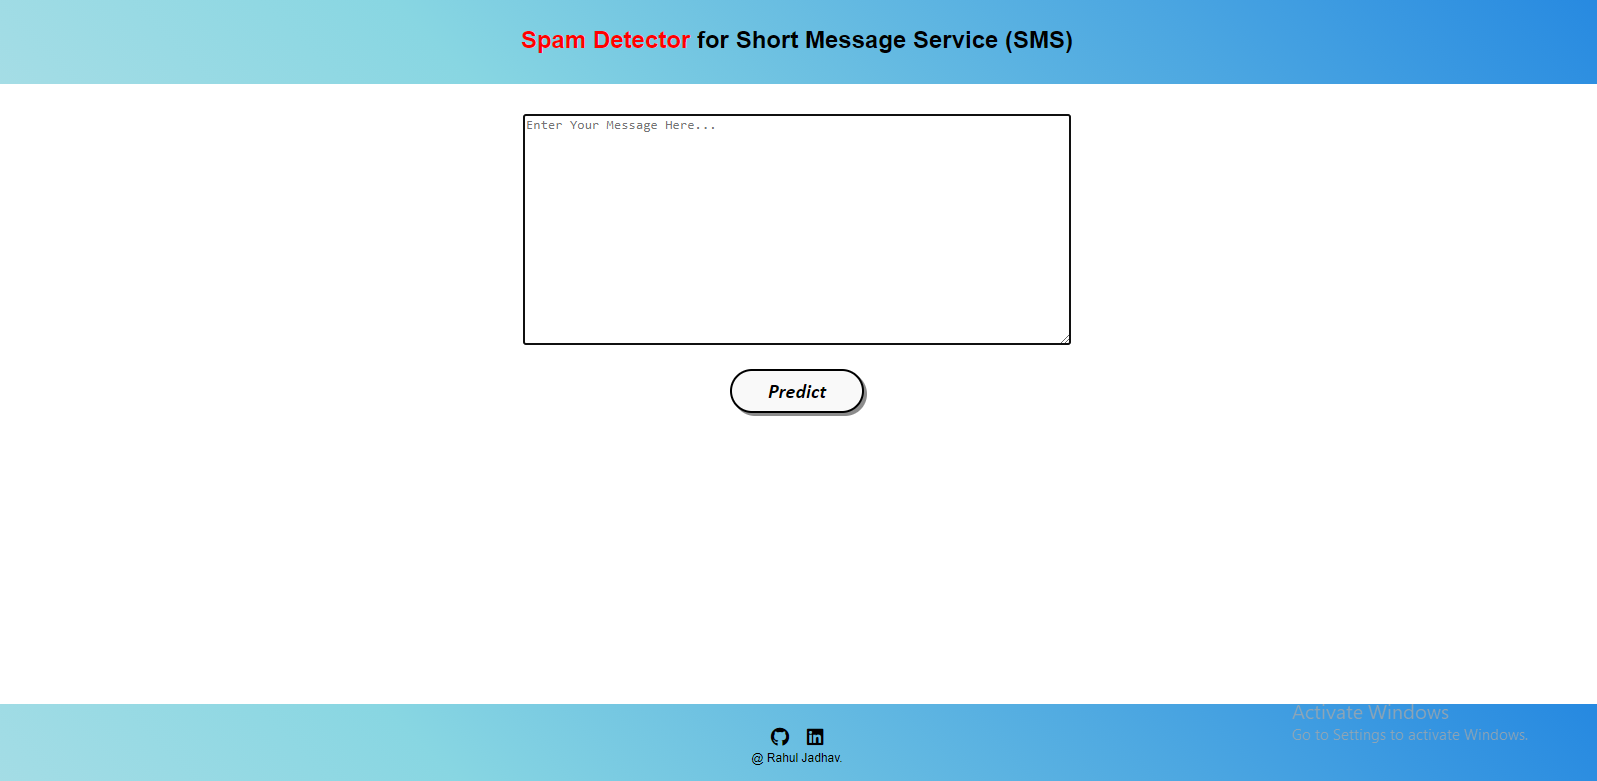 Spam Detector for Short Message Service (SMS)
Enter Your Message Here...
Predict
Activate Windows
Go to Settings to activate Windows.
@ Rahul Jadhav.